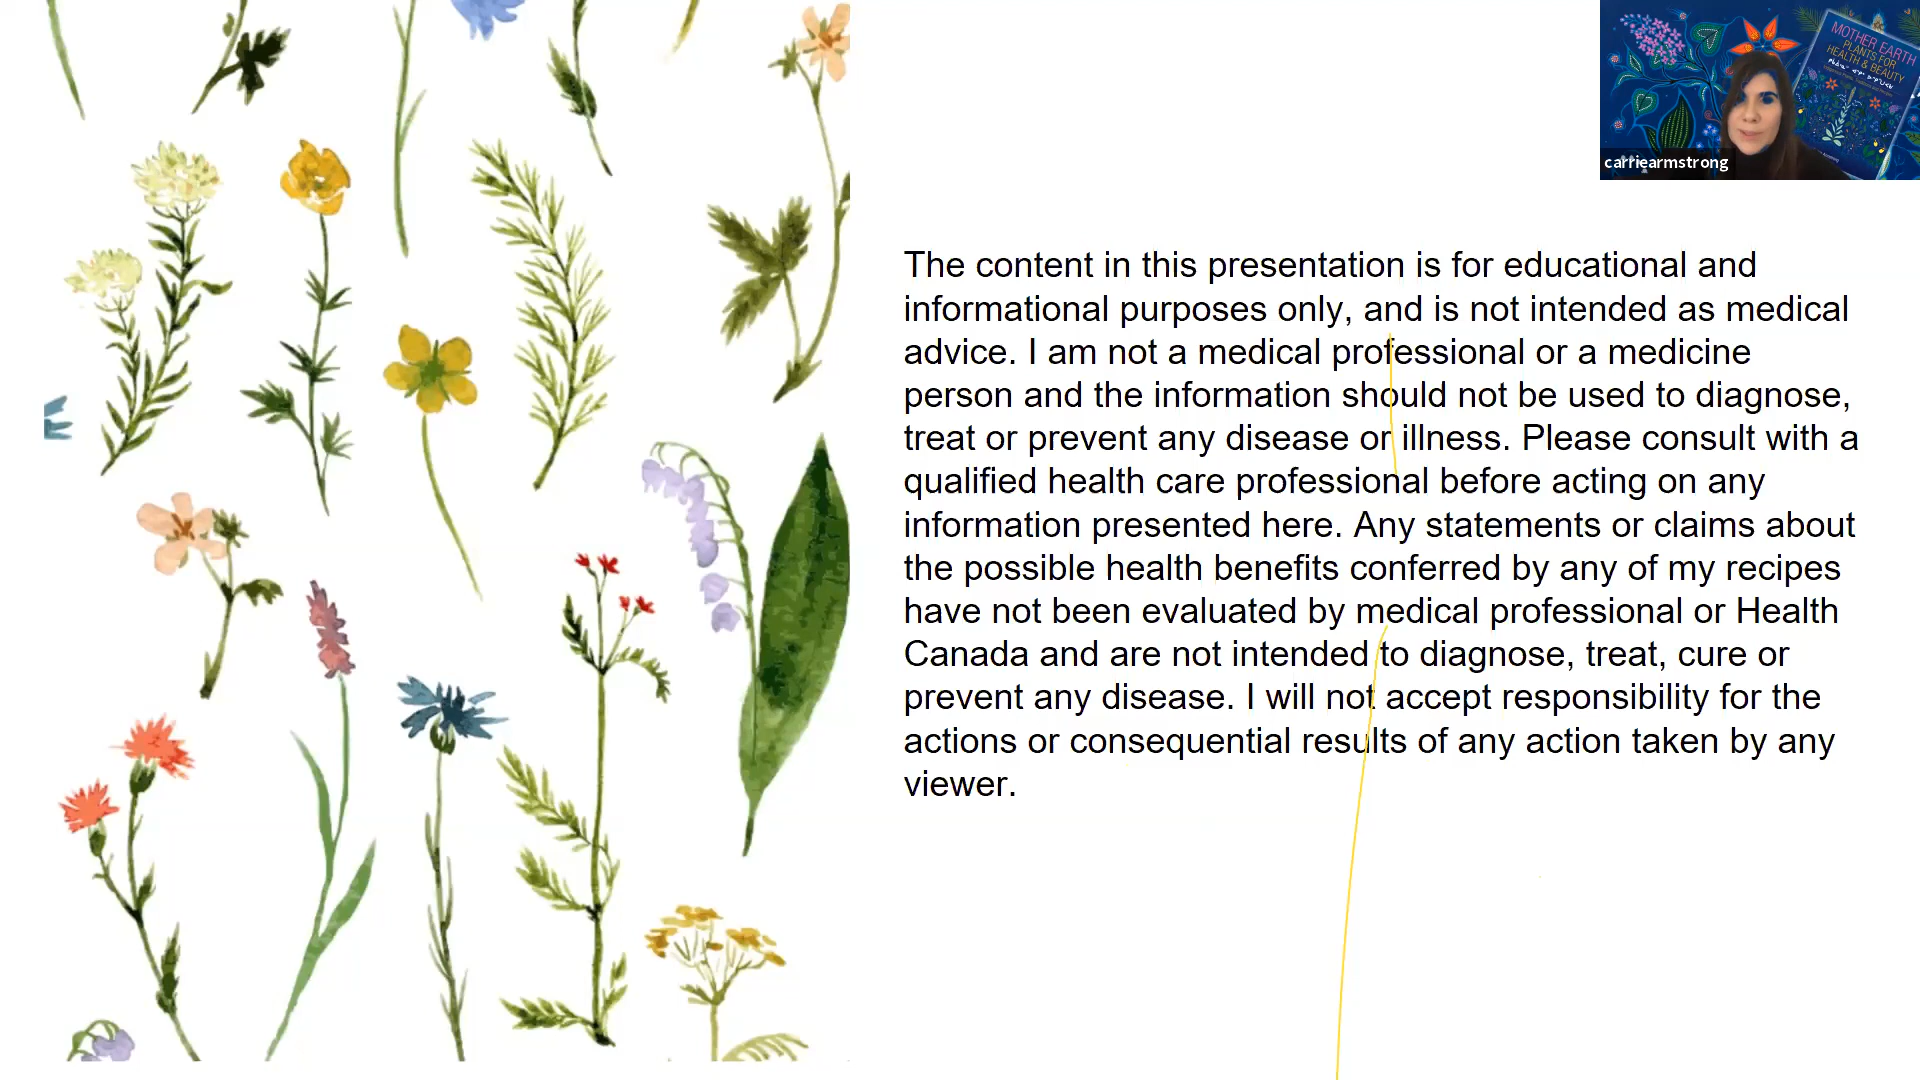 MOTHER EARTH
PLANTS FOR
HEALTH & BEAUTY
carriearmstrong
The content in this presentation is for educational and
informational purposes only, and is not intended as medical
advice. I am not a medical professional or a medicine
person and the information should not be used to diagnose,
treat or prevent any disease or illness. Please consult with a
qualified health care professional before acting on any
information presented here. Any statements or claims about
the possible health benefits conferred by any of my recipes
have not been evaluated by medical professional or Health
Canada and are not intended to diagnose, treat, cure or
prevent any disease. I will not accept responsibility for the
actions or consequential results of any action taken by any
viewer.